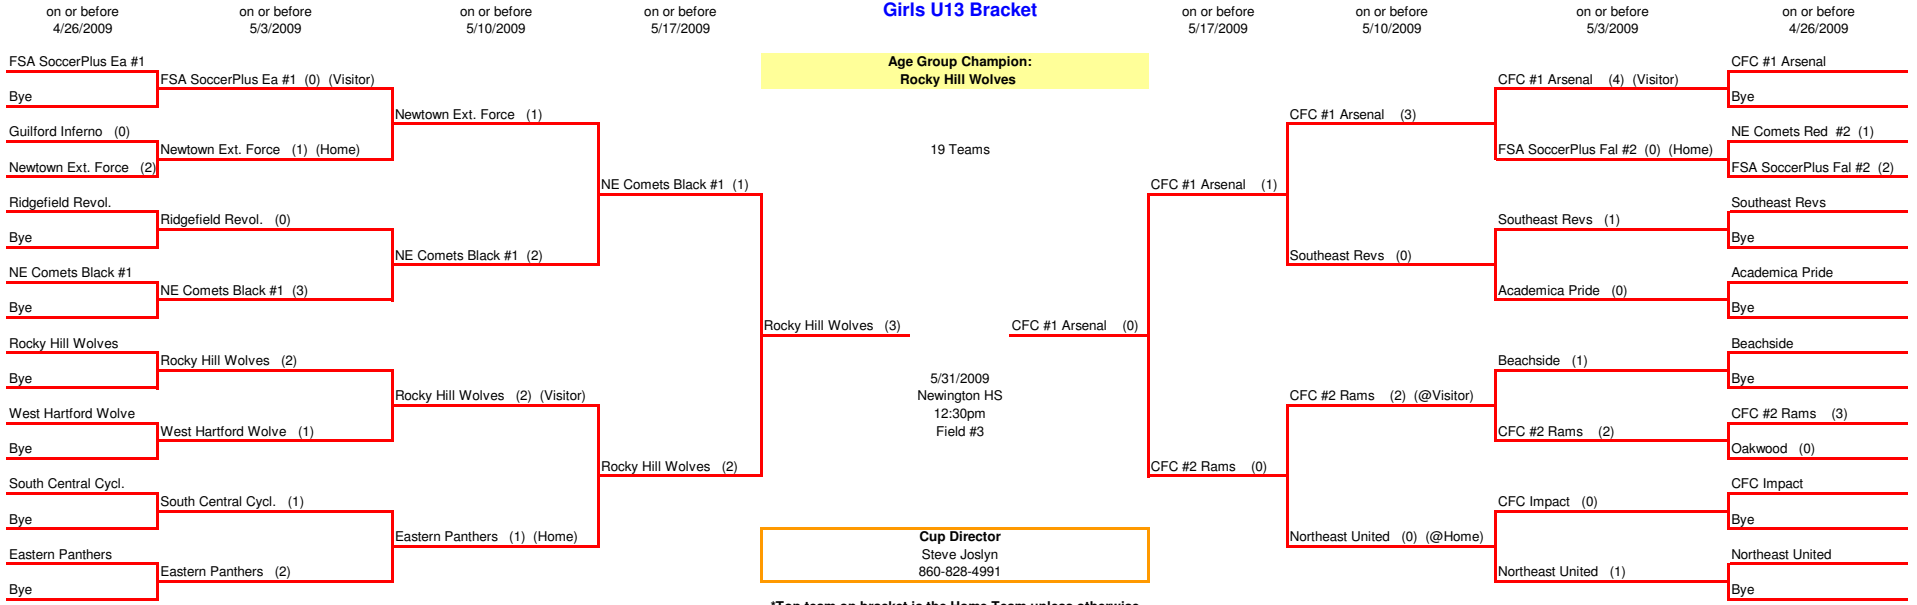 Girls U13 Bracket
on or before
4/26/2009
on or before
5/3/2009
on or before
5/10/2009
on or before
5/17/2009
on or before
5/17/2009
on or before
5/10/2009
on or before
5/3/2009
on or before
4/26/2009
FSA SoccerPlus Ea #1
Bye
Guilford Inferno (0)
Newtown Ext. Force (2)
Ridgefield Revol.
Bye
NE Comets Black #1
Bye
Rocky Hill Wolves
Bye
West Hartford Wolve
Bye
South Central Cycl.
Bye
Eastern Panthers
Bye
FSA SoccerPlus Ea #1 (0) (Visitor)
Newtown Ext. Force (1) (Home)
Ridgefield Revol. (0)
NE Comets Black #1 (3)
Rocky Hill Wolves (2)
West Hartford Wolve (1)
South Central Cycl. (1)
Eastern Panthers (2)
Newtown Ext. Force (1)
NE Comets Black #1 (2)
Rocky Hill Wolves (2) (Visitor)
Eastern Panthers (1) (Home)
NE Comets Black #1 (1)
Rocky Hill Wolves (2)
Rocky Hill Wolves (3)
Age Group Champion:
Rocky Hill Wolves
19 Teams
5/31/2009
Newington HS
12:30pm
Field #3
Cup Director
Steve Joslyn
860-828-4991
*Top team on bracket is the Home Team unless otherwise
CFC #1 Arsenal (0)
CFC #1 Arsenal (1)
CFC #2 Rams (0)
CFC #1 Arsenal (3)
Southeast Revs (0)
CFC #2 Rams (2) (@Visitor)
Northeast United (0) (@Home)
CFC #1 Arsenal (4) (Visitor)
FSA SoccerPlus Fal #2 (0) (Home)
Southeast Revs (1)
Academica Pride (0)
Beachside (1)
CFC #2 Rams (2)
CFC Impact (0)
Northeast United (1)
CFC #1 Arsenal
Bye
NE Comets Red #2 (1)
FSA SoccerPlus Fal #2 (2)
Southeast Revs
Bye
Academica Pride
Bye
Beachside
Bye
CFC #2 Rams (3)
Oakwood (0)
CFC Impact
Bye
Northeast United
Bye